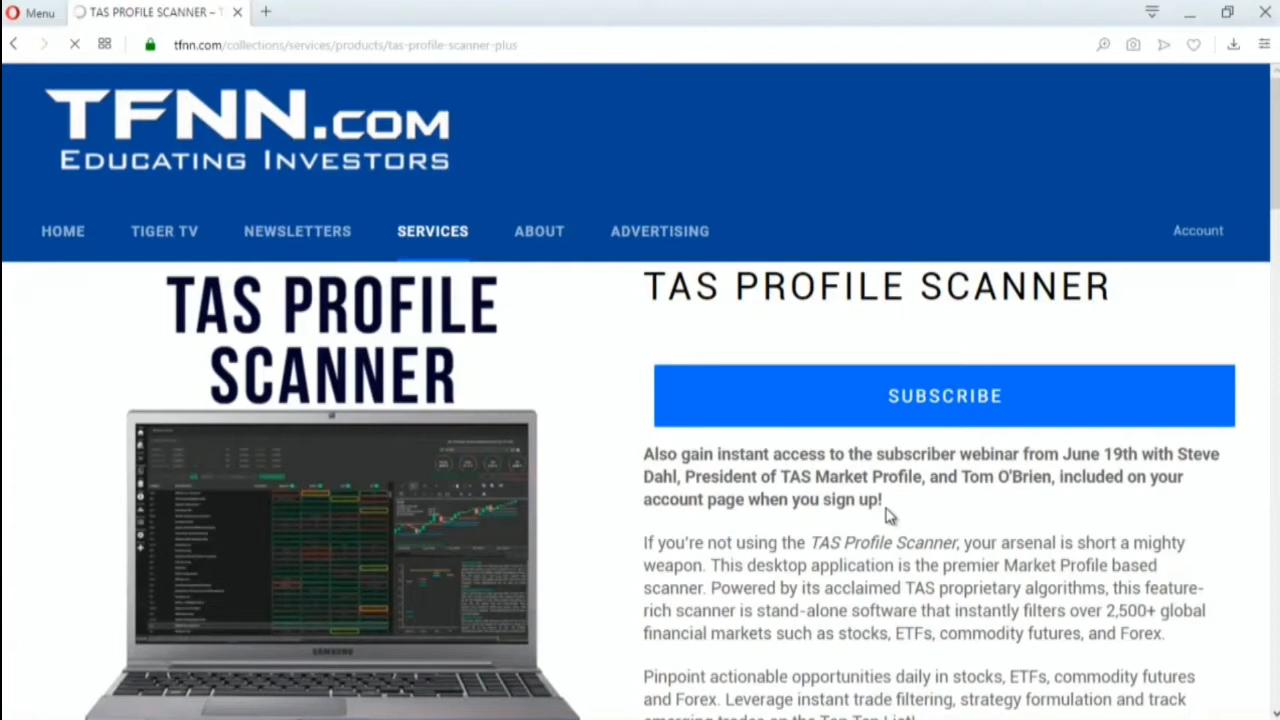 Menu
TAS PROFILE SCANNER –
tfnn.com/collections/services/products/tas-profile-scanner-plus
TFNN.COM
EDUCATING INVESTORS
HOME TIGER TV NEWSLETTERS SERVICES ABOUT ADVERTISING Account
TAS PROFILE
SCANNER
SAMSUNG
TAS PROFILE SCANNER
SUBSCRIBE
Also gain instant access to the subscriber webinar from June 19th with Steve
Dahl, President of TAS Market Profile, and Tom O'Brien, included on your
account page when you sign up!
If you're not using the TAS Profile Scanner, your arsenal is short a mighty
weapon. This desktop application is the premier Market Profile based
scanner. Powered by its acclaimed TAS proprietary algorithms, this feature-
rich scanner is stand-alone software that instantly filters over 2,500+ global
financial markets such as stocks, ETFs, commodity futures, and Forex.
Pinpoint actionable opportunities daily in stocks, ETFs, commodity futures
and Forex. Leverage instant trade filtering, strategy formulation and track
emerging trades on the Top Ten List!